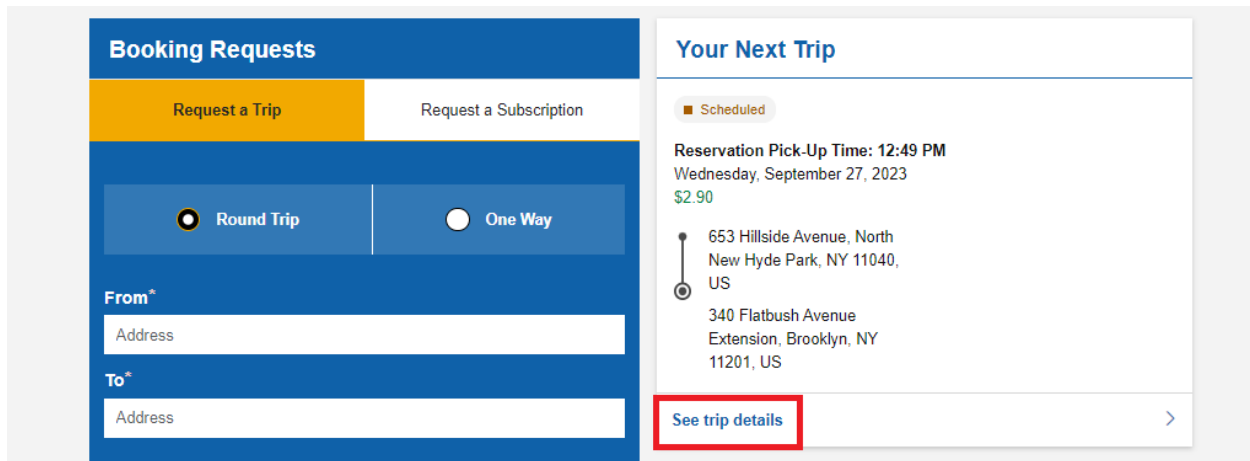 Booking Requests
Request a Trip
Request a Subscription
Round Trip
One Way
From*
Address
To*
Address
Your Next Trip
Scheduled
Reservation Pick-Up Time: 12:49 PM
Wednesday, September 27, 2023
$2.90
653 Hillside Avenue, North
New Hyde Park, NY 11040,
US
340 Flatbush Avenue
Extension, Brooklyn, NY
11201, US
See trip details